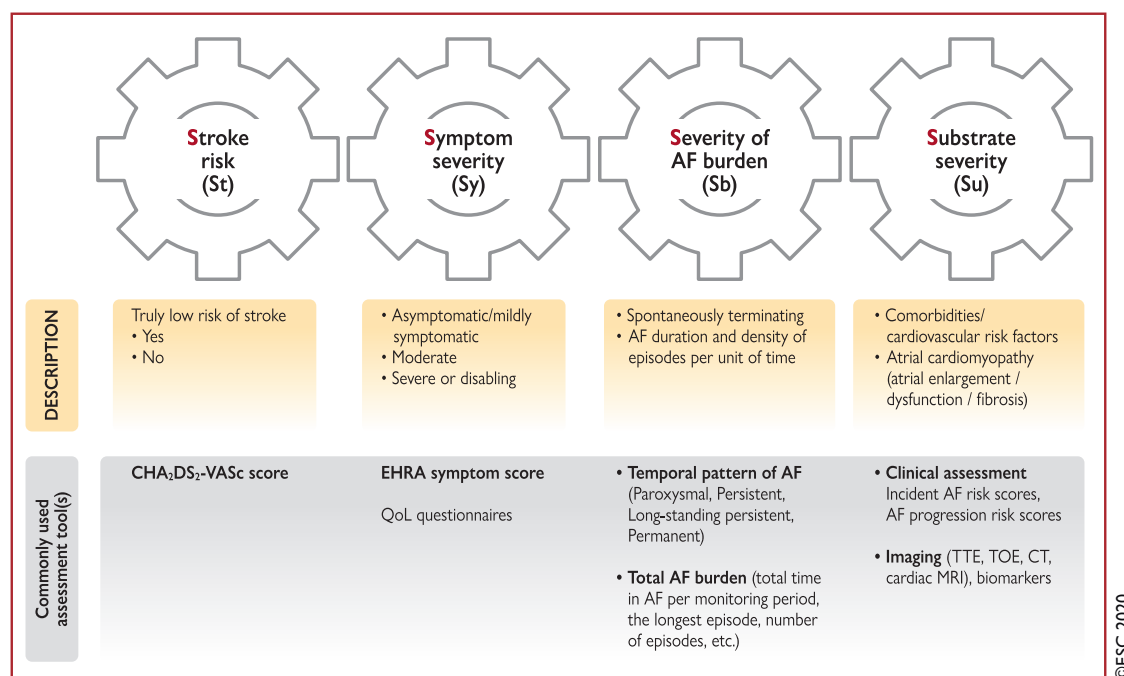 Stroke
risk
(St)
Symptom
severity
(Sy)
Severity of
AF burden
(Sb)
Substrate
severity
(Su)
DESCRIPTION
Truly low risk of stroke
• Yes
• No
• Asymptomatic/mildly
symptomatic
• Moderate
• Severe or disabling
• Spontaneously terminating
• AF duration and density of
episodes per unit of time
• Comorbidities/
cardiovascular risk factors
• Atrial cardiomyopathy
(atrial enlargement /
dysfunction / fibrosis)
Commonly used
assessment tool(s)
CHA₂DS₂-VASc score
EHRA symptom score
QoL questionnaires
• Temporal pattern of AF
(Paroxysmal, Persistent,
Long-standing persistent,
Permanent)
• Total AF burden (total time
in AF per monitoring period,
the longest episode, number
of episodes, etc.)
• Clinical assessment
Incident AF risk scores,
AF progression risk scores
• Imaging (TTE, TOE, CT,
cardiac MRI), biomarkers
©ESC 2020